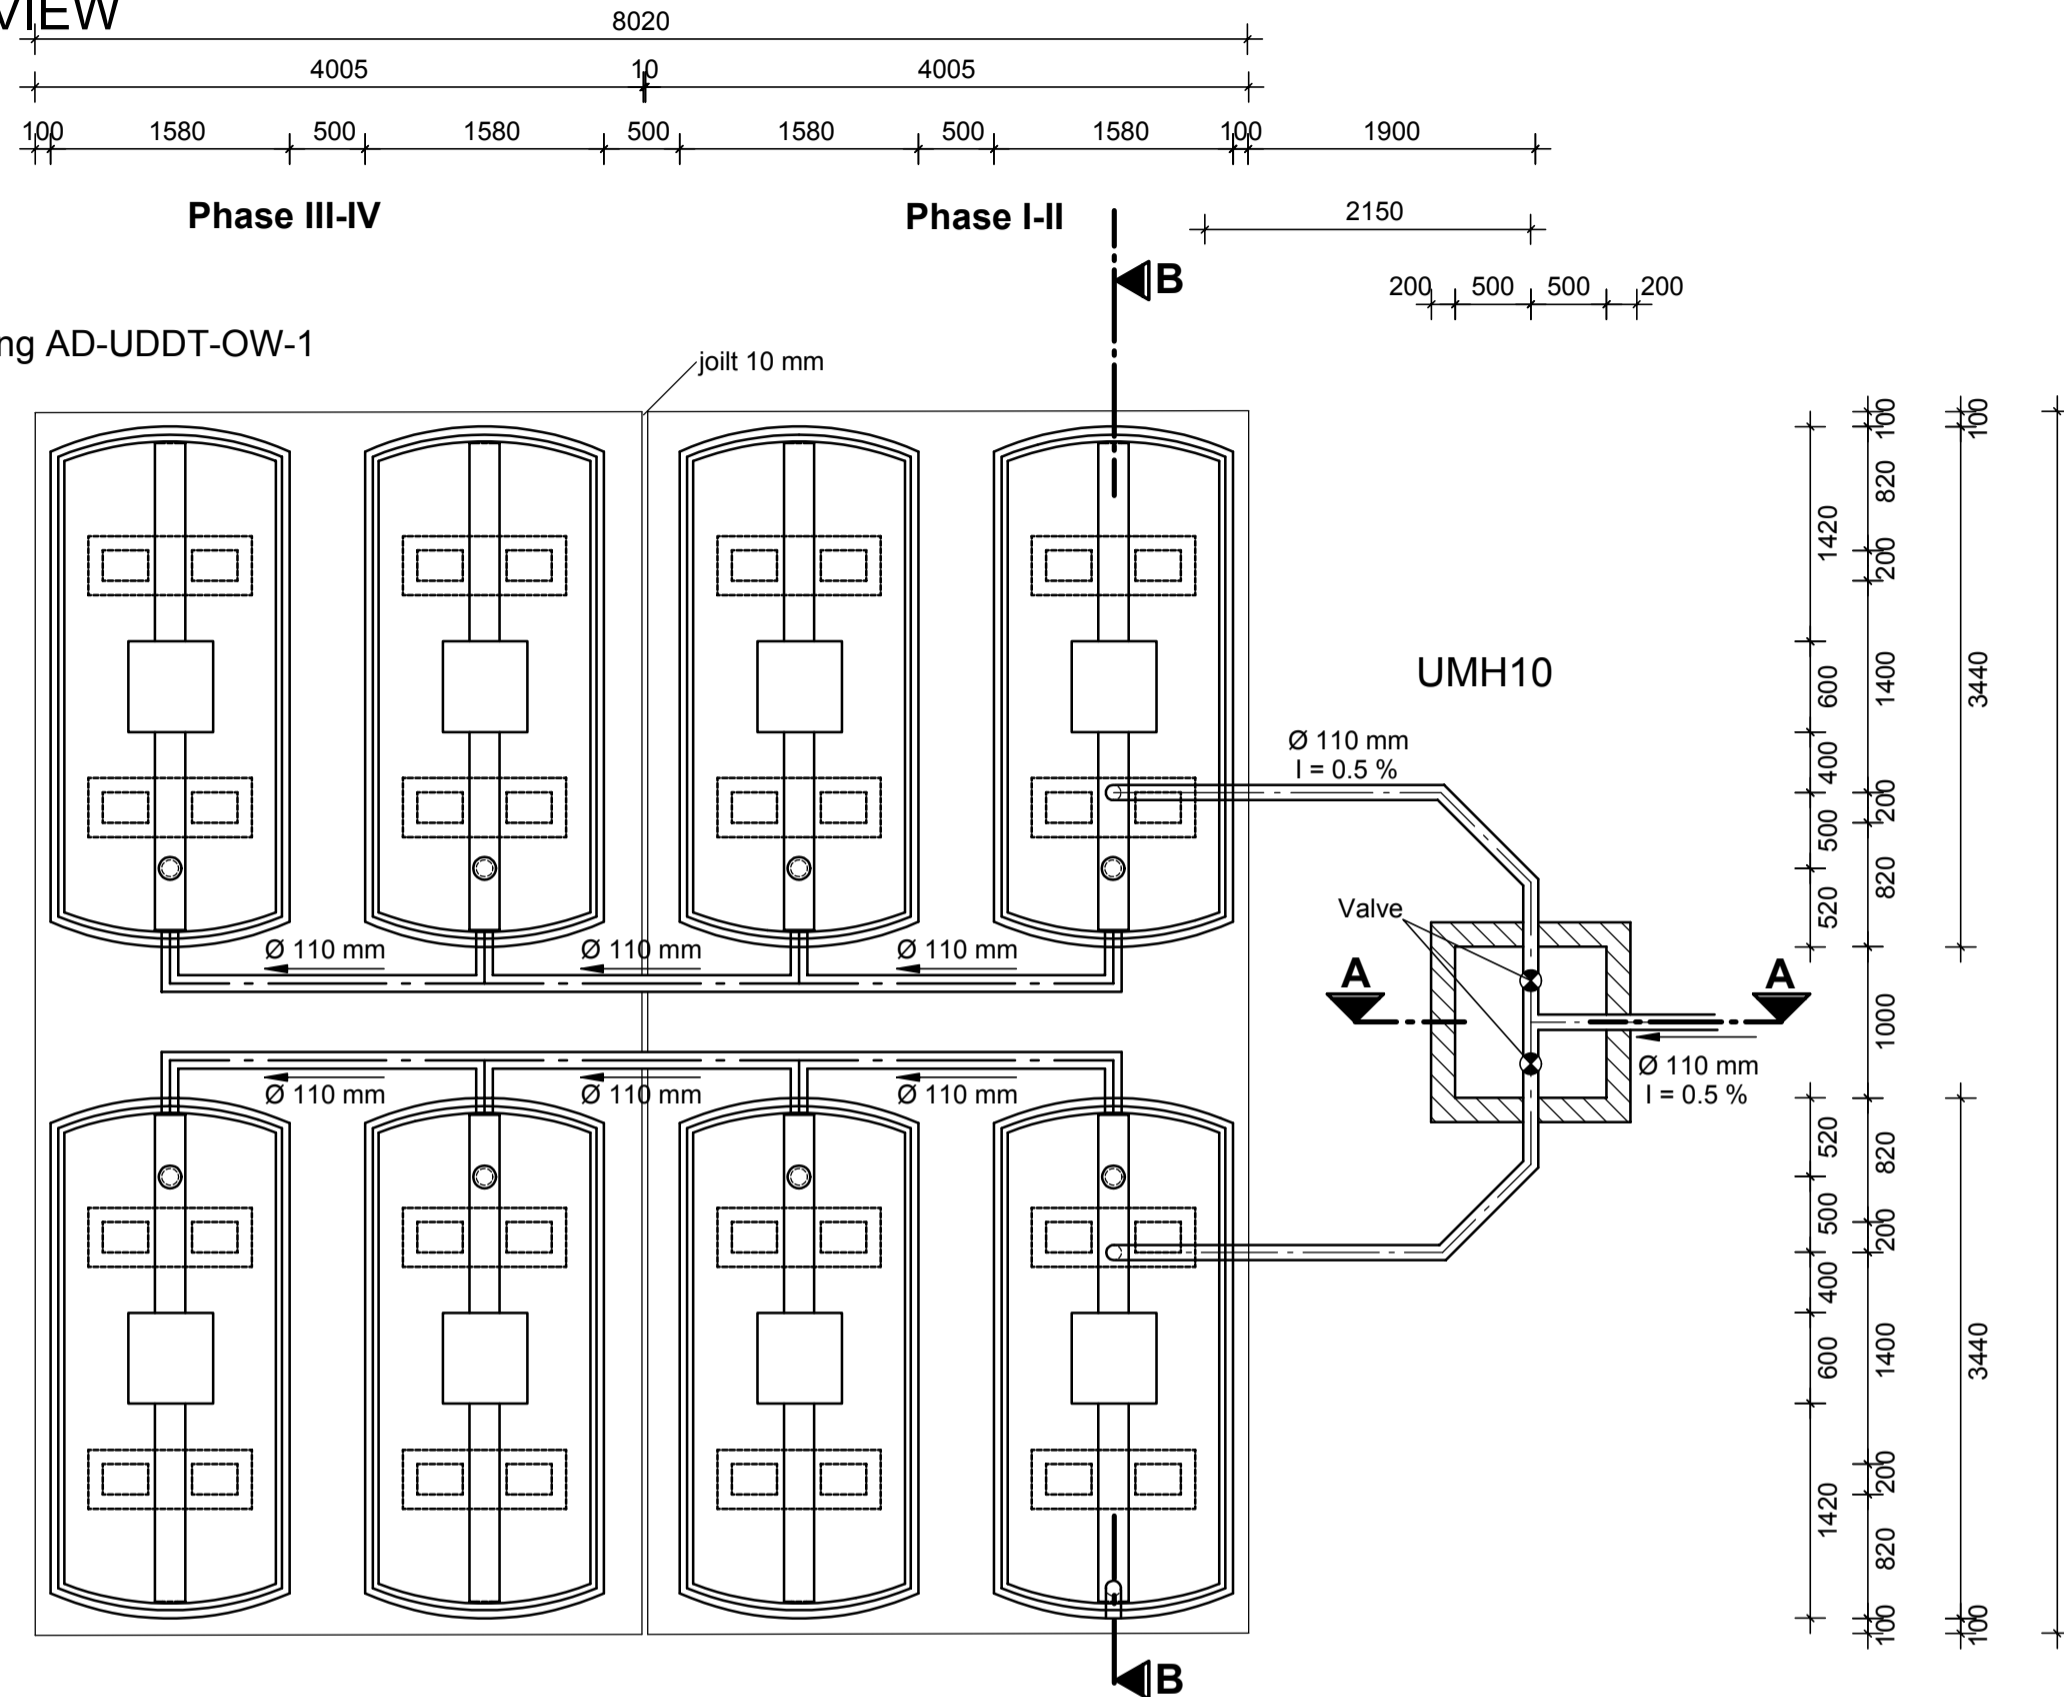 VIEW
8020
4005 10 4005
100 1580 500 1580 500 1580 500 1580 100 1900
Phase III-IV Phase I-II
2150
B
200 500 500 200
ng AD-UDDT-OW-1
joilt 10 mm
UMH10
Ø 110 mm
I = 0.5 %
Valve
Ø 110 mm Ø 110 mm Ø 110 mm
A A
Ø 110 mm
I = 0.5 %
Ø 110 mm Ø 110 mm Ø 110 mm
B
1420
600
400
500
520
520
500
400
600
1420
100
820
200
1400
200
820
1000
820
200
1400
200
820
100
100
3440
3440
100